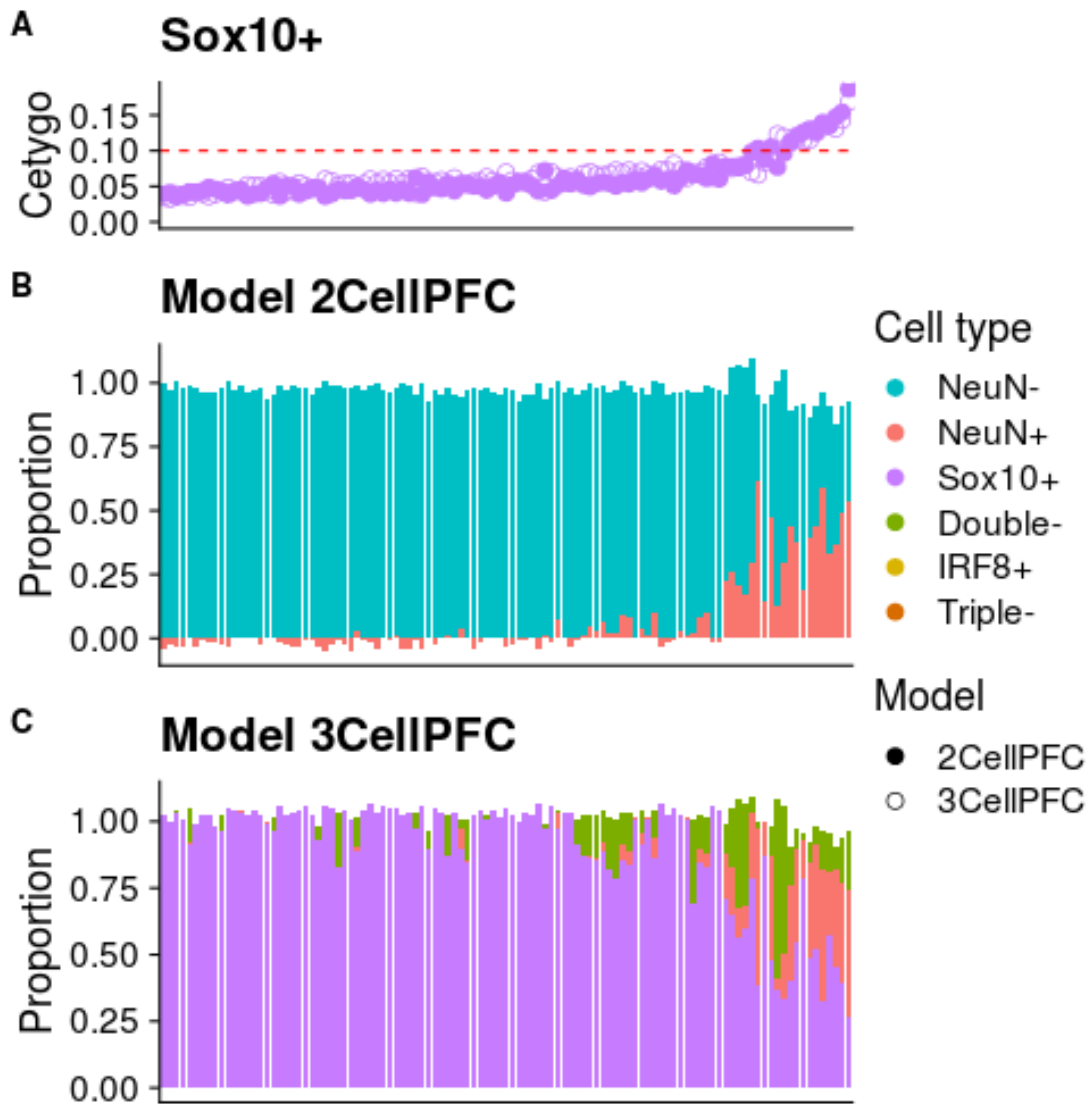 A
Sox10+
Cetygo
0.15
0.10
0.05
0.00
B
Model 2CellPFC
Proportion
1.00
0.75
0.50
0.25
0.00
Cell type
NeuN-
NeuN+
Sox10+
Double-
IRF8+
Triple-
Model
2CellPFC
3CellPFC
C
Model 3CellPFC
Proportion
1.00
0.75
0.50
0.25
0.00